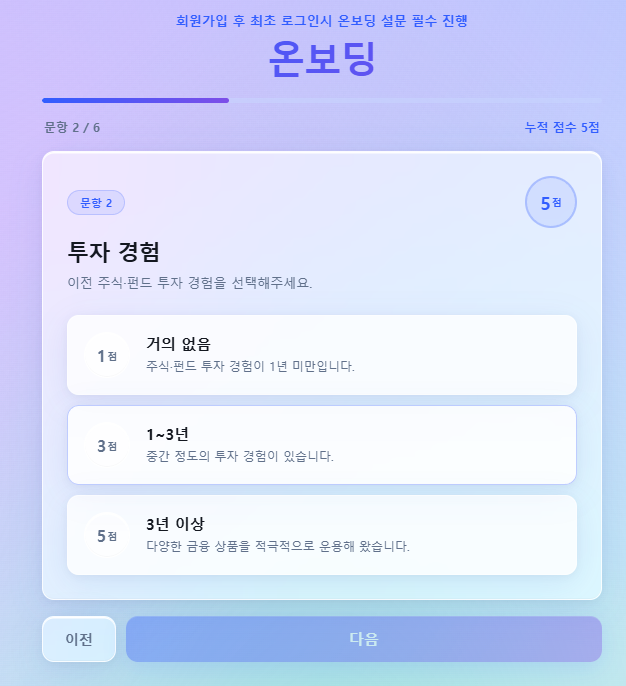 회원가입 후 최초 로그인시 온보딩 설문 필수 진행
온보딩
문항 2 / 6
누적 점수 5점
문항 2
5점
투자 경험
이전 주식·펀드 투자 경험을 선택해주세요.
1점
거의 없음
주식·펀드 투자 경험이 1년 미만입니다.
3점
1~3년
중간 정도의 투자 경험이 있습니다.
5점
3년 이상
다양한 금융 상품을 적극적으로 운용해 왔습니다.
이전
다음